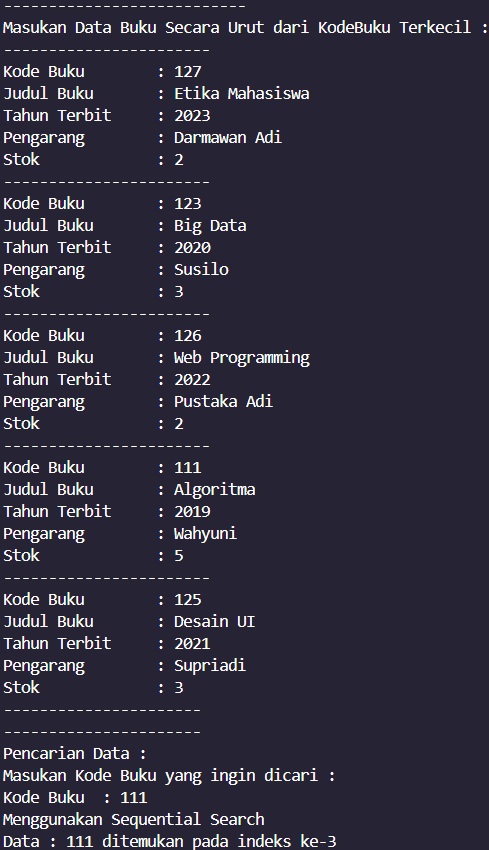 ---------------------------
Masukan Data Buku Secara Urut dari KodeBuku Terkecil :
-----------------------
Kode Buku        : 127
Judul Buku       : Etika Mahasiswa
Tahun Terbit     : 2023
Pengarang        : Darmawan Adi
Stok             : 2
-----------------------
Kode Buku        : 123
Judul Buku       : Big Data
Tahun Terbit     : 2020
Pengarang        : Susilo
Stok             : 3
-----------------------
Kode Buku        : 126
Judul Buku       : Web Programming
Tahun Terbit     : 2022
Pengarang        : Pustaka Adi
Stok             : 2
-----------------------
Kode Buku        : 111
Judul Buku       : Algoritma
Tahun Terbit     : 2019
Pengarang        : Wahyuni
Stok             : 5
-----------------------
Kode Buku        : 125
Judul Buku       : Desain UI
Tahun Terbit     : 2021
Pengarang        : Supriadi
Stok             : 3
----------------------
----------------------
Pencarian Data :
Masukan Kode Buku yang ingin dicari :
Kode Buku  : 111
Menggunakan Sequential Search
Data : 111 ditemukan pada indeks ke-3